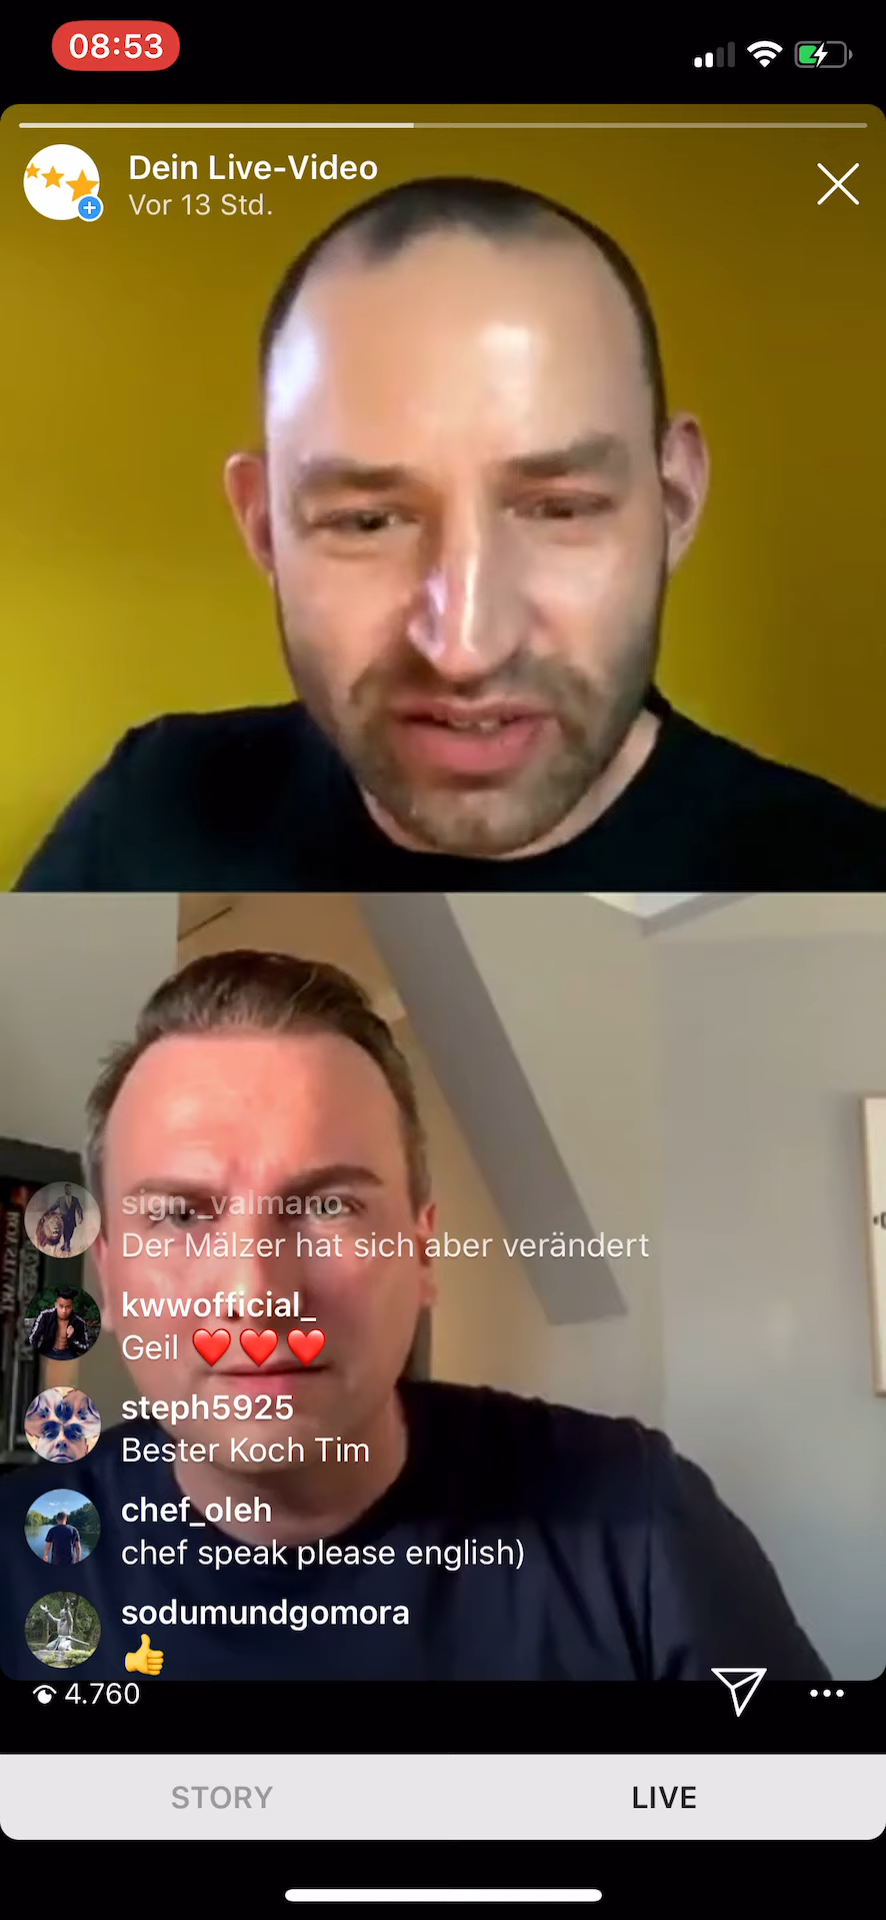 08:53
Dein Live-Video
Vor 13 Std.
sign._valmano
Der Mälzer hat sich aber verändert
kwwofficial_
Geil ❤️❤️❤️
steph5925
Bester Koch Tim
chef_oleh
chef speak please english)
sodumundgomora
👍
4.760
STORY
LIVE